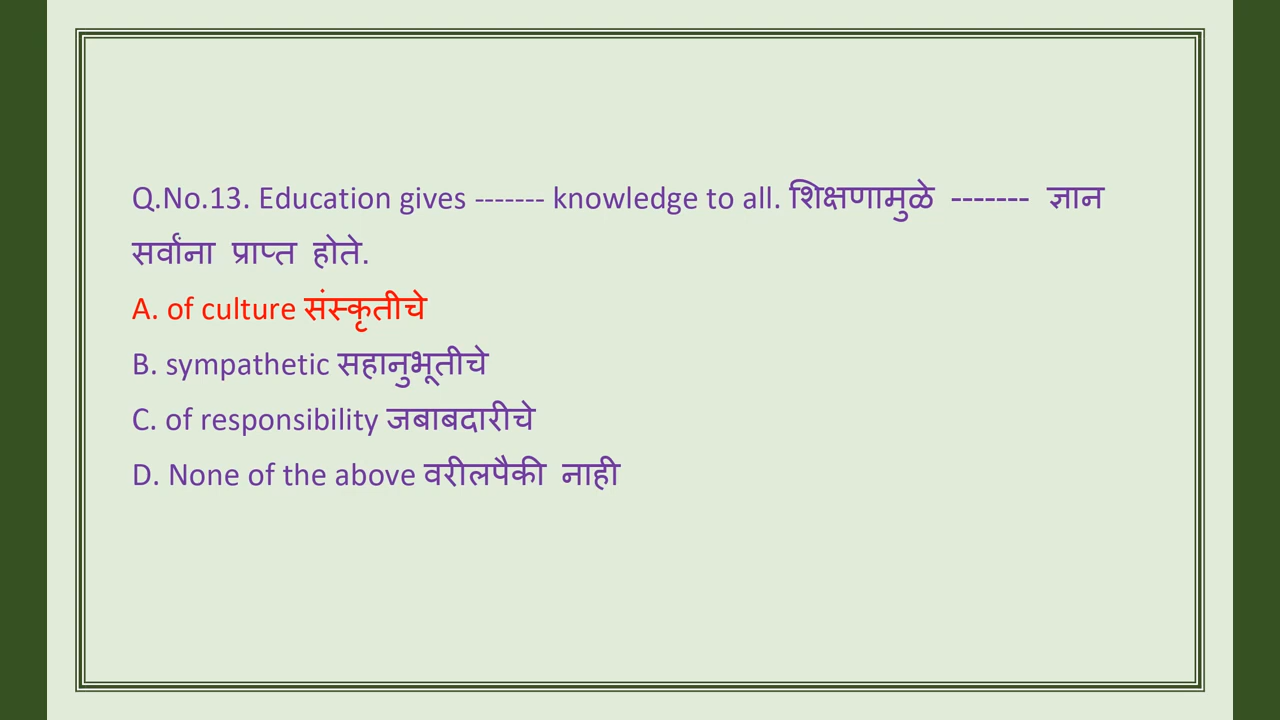 Q.No.13. Education gives ------- knowledge to all. शिक्षणामुळे ------- ज्ञान
सर्वांना प्राप्त होते.
A. of culture संस्कृतीचे
B. sympathetic सहानुभूतीचे
C. of responsibility जबाबदारीचे
D. None of the above वरीलपैकी नाही